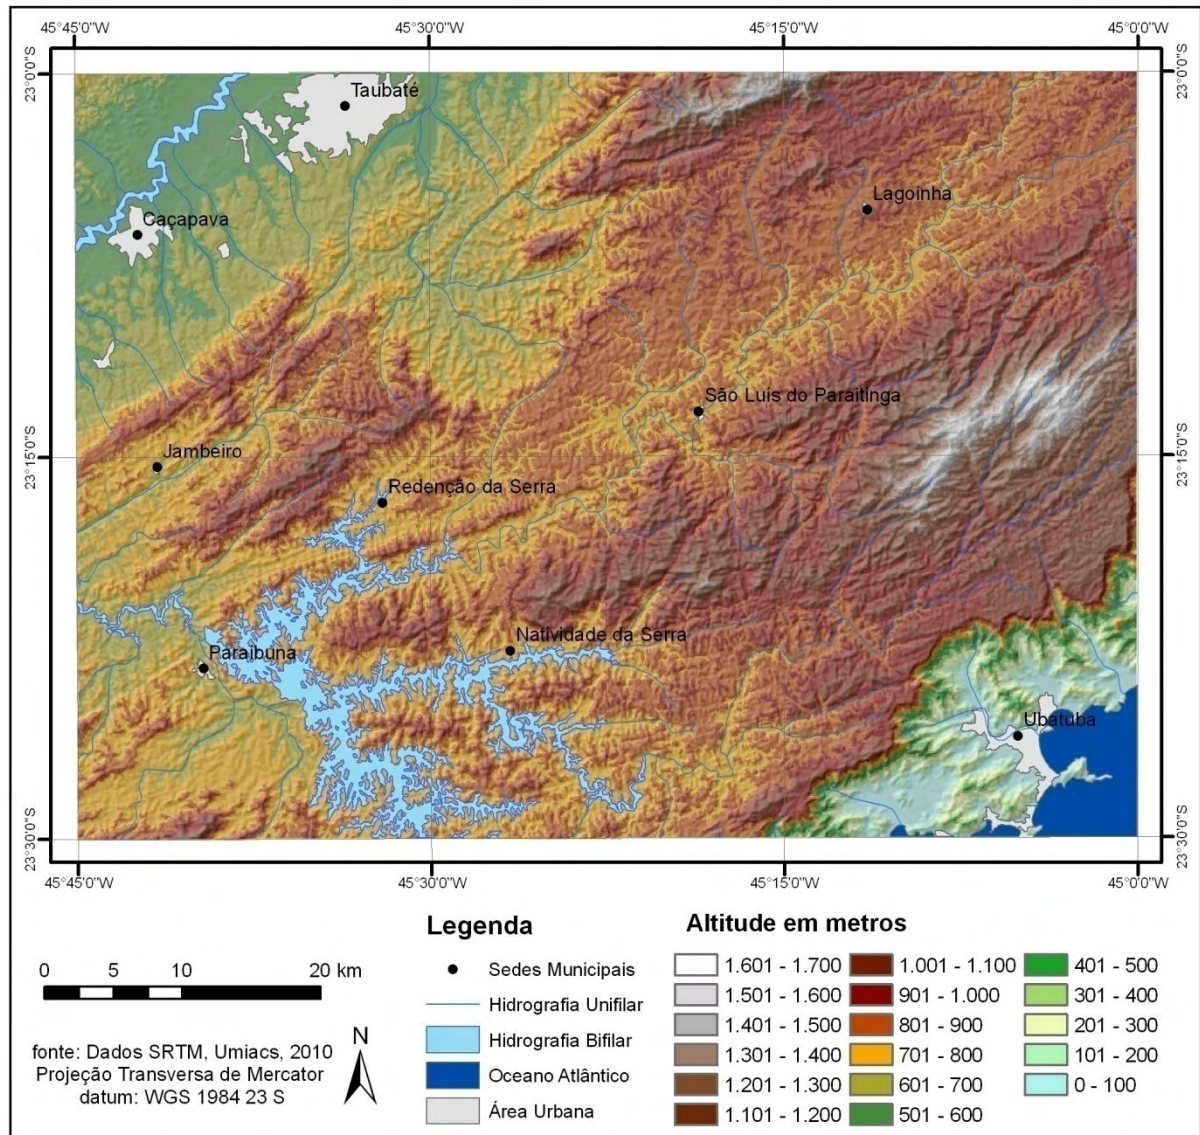 45°45'0"W 45°30'0"W 45°15'0"W 45°0'0"W
23°0'0"S 23°0'0"S
Taubaté
Lagoinha
Caçapava
São Luís do Paraitinga
Jambeiro
23°15'0"S 23°15'0"S
Redenção da Serra
Natividade da Serra
Paraibuna
Ubatuba
23°30'0"S 23°30'0"S
45°45'0"W 45°30'0"W 45°15'0"W 45°0'0"W
Legenda
Sedes Municipais
Hidrografia Unifilar
Hidrografia Bifilar
Oceano Atlântico
Área Urbana
Altitude em metros
1.601 - 1.700 1.001 - 1.100 401 - 500
1.501 - 1.600 901 - 1.000 301 - 400
1.401 - 1.500 801 - 900 201 - 300
1.301 - 1.400 701 - 800 101 - 200
1.201 - 1.300 601 - 700 0 - 100
1.101 - 1.200 501 - 600
0 5 10 20 km
N
fonte: Dados SRTM, Umiacs, 2010
Projeção Transversa de Mercator
datum: WGS 1984 23 S